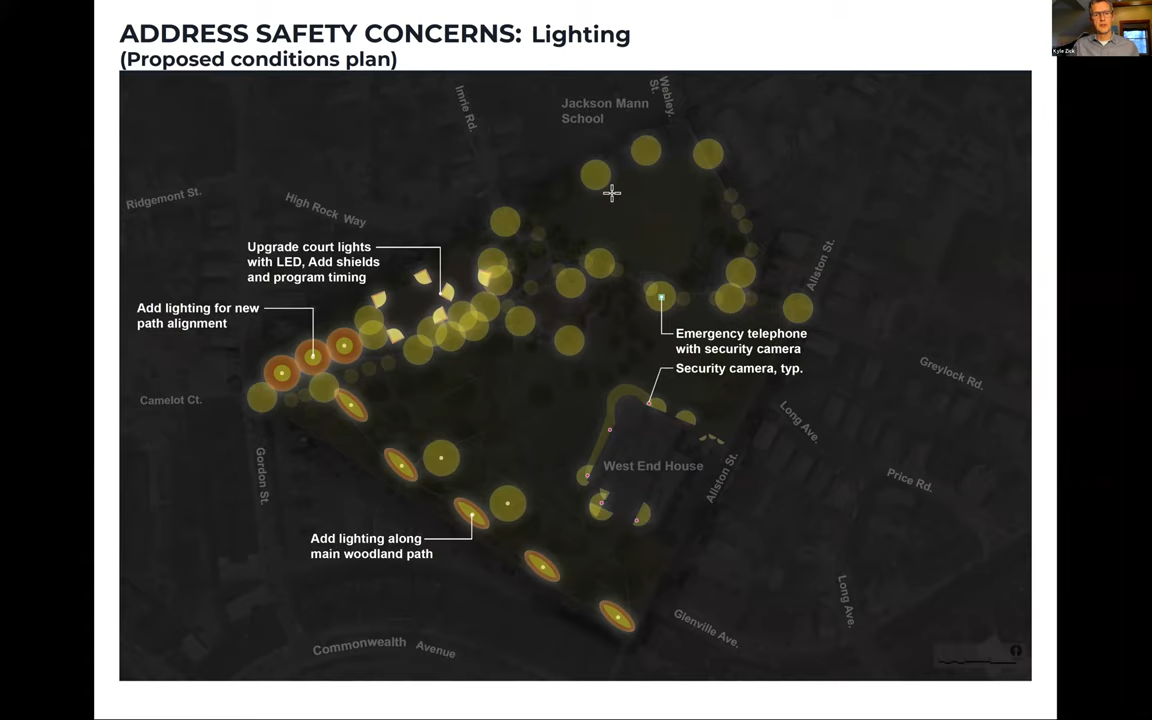 ADDRESS SAFETY CONCERNS: Lighting
(Proposed conditions plan)
Kyle Zick
Imrie Rd.
Jackson Mann
School
Webley
St.
Ridgemont St.
High Rock Way
Upgrade court lights
with LED, Add shields
and program timing
Allston St.
Add lighting for new
path alignment
Emergency telephone
with security camera
Security camera, typ.
Greylock Rd.
Camelot Ct.
Long Ave.
Gordon St.
West End House
Allston St.
Price Rd.
Add lighting along
main woodland path
Long Ave.
Glenville Ave.
Commonwealth Avenue